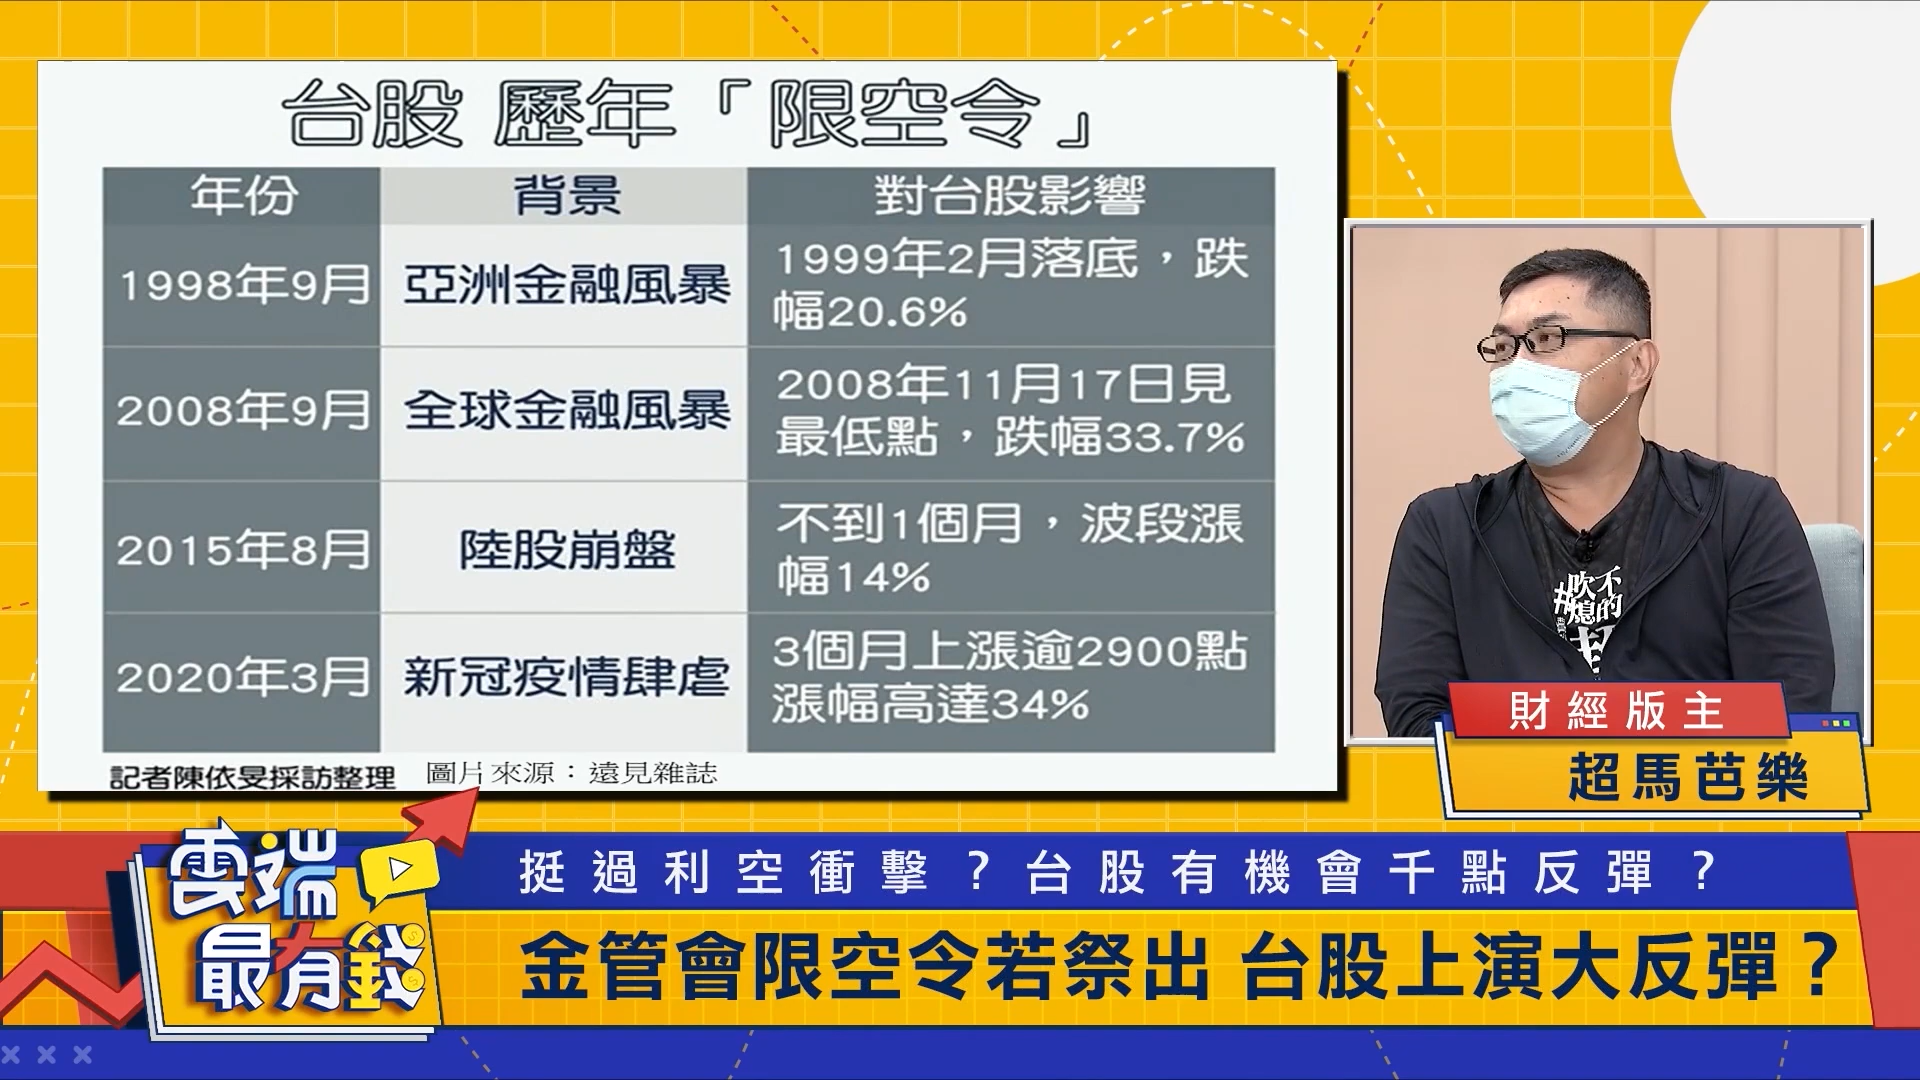 台股 歷年「限空令」
年份 背景 對台股影響
1998年9月 亞洲金融風暴 1999年2月落底，跌
幅20.6%
2008年9月 全球金融風暴 2008年11月17日見
最低點，跌幅33.7%
2015年8月 陸股崩盤 不到1個月，波段漲
幅14%
2020年3月 新冠疫情肆虐 3個月上漲逾2900點
漲幅高達34%
記者陳依旻採訪整理 圖片來源：遠見雜誌
#吹不
熄的
財經版主
超馬芭樂
雲端
最有錢
挺過利空衝擊？台股有機會千點反彈？
金管會限空令若祭出 台股上演大反彈？